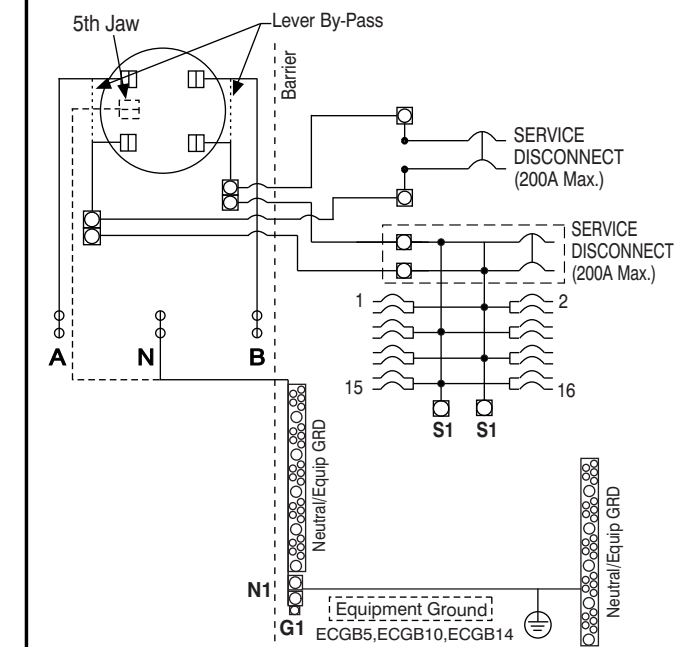 5th Jaw
Lever By-Pass
Barrier
SERVICE
DISCONNECT
(200A Max.)
SERVICE
DISCONNECT
(200A Max.)
1
2
15
16
S1 S1
A N B
Neutral/Equip GRD
Neutral/Equip GRD
N1
G1
Equipment Ground
ECGB5,ECGB10,ECGB14